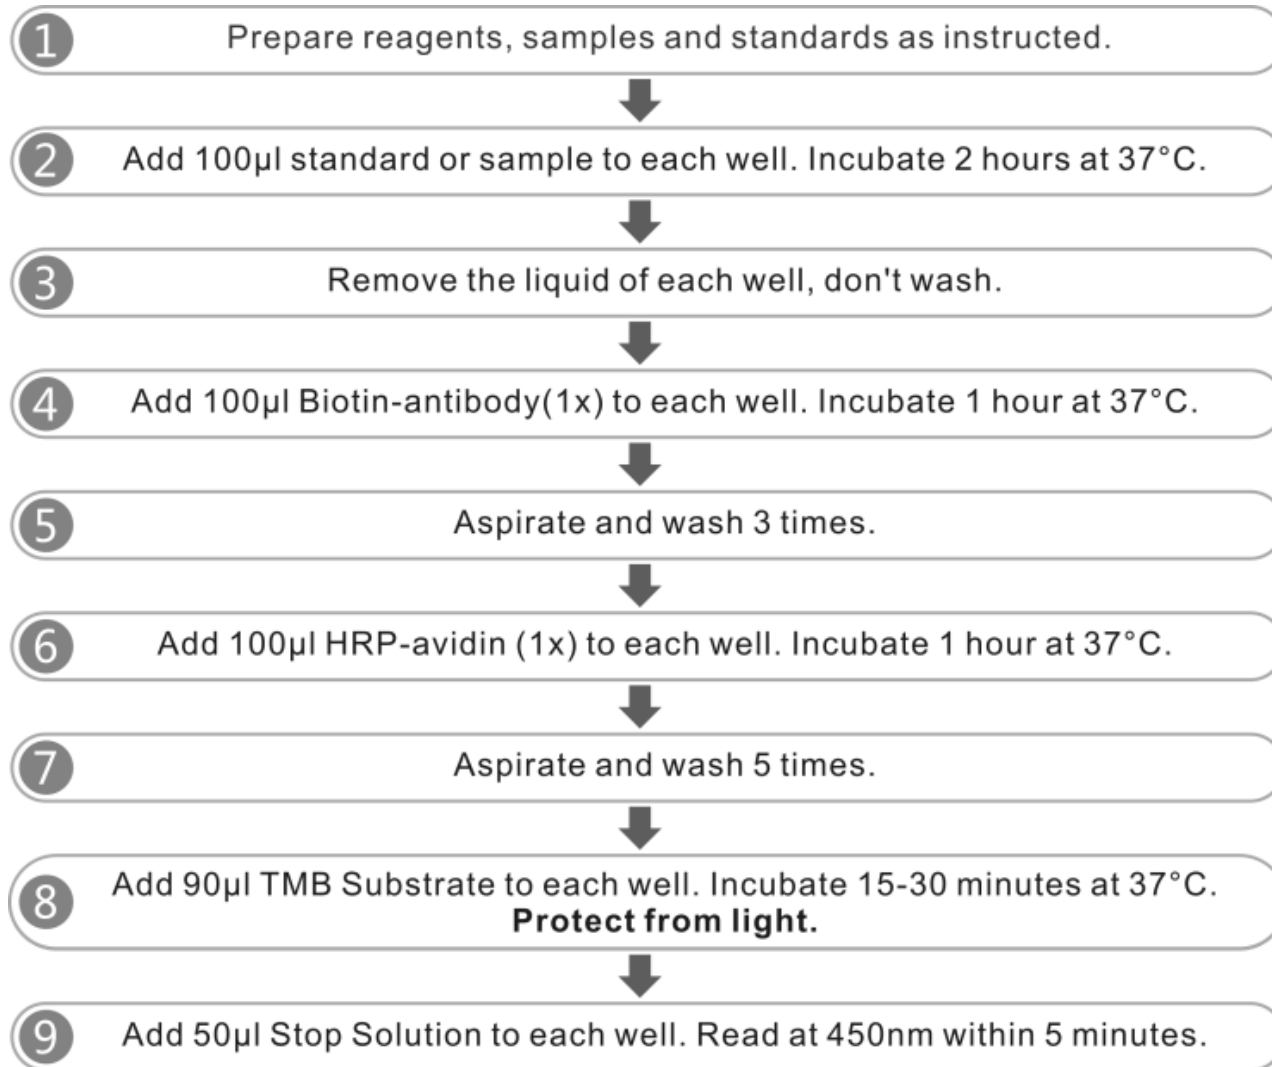 1 Prepare reagents, samples and standards as instructed.
2 Add 100µl standard or sample to each well. Incubate 2 hours at 37°C.
3 Remove the liquid of each well, don't wash.
4 Add 100µl Biotin-antibody(1x) to each well. Incubate 1 hour at 37°C.
5 Aspirate and wash 3 times.
6 Add 100µl HRP-avidin (1x) to each well. Incubate 1 hour at 37°C.
7 Aspirate and wash 5 times.
8 Add 90µl TMB Substrate to each well. Incubate 15-30 minutes at 37°C.
Protect from light.
9 Add 50µl Stop Solution to each well. Read at 450nm within 5 minutes.